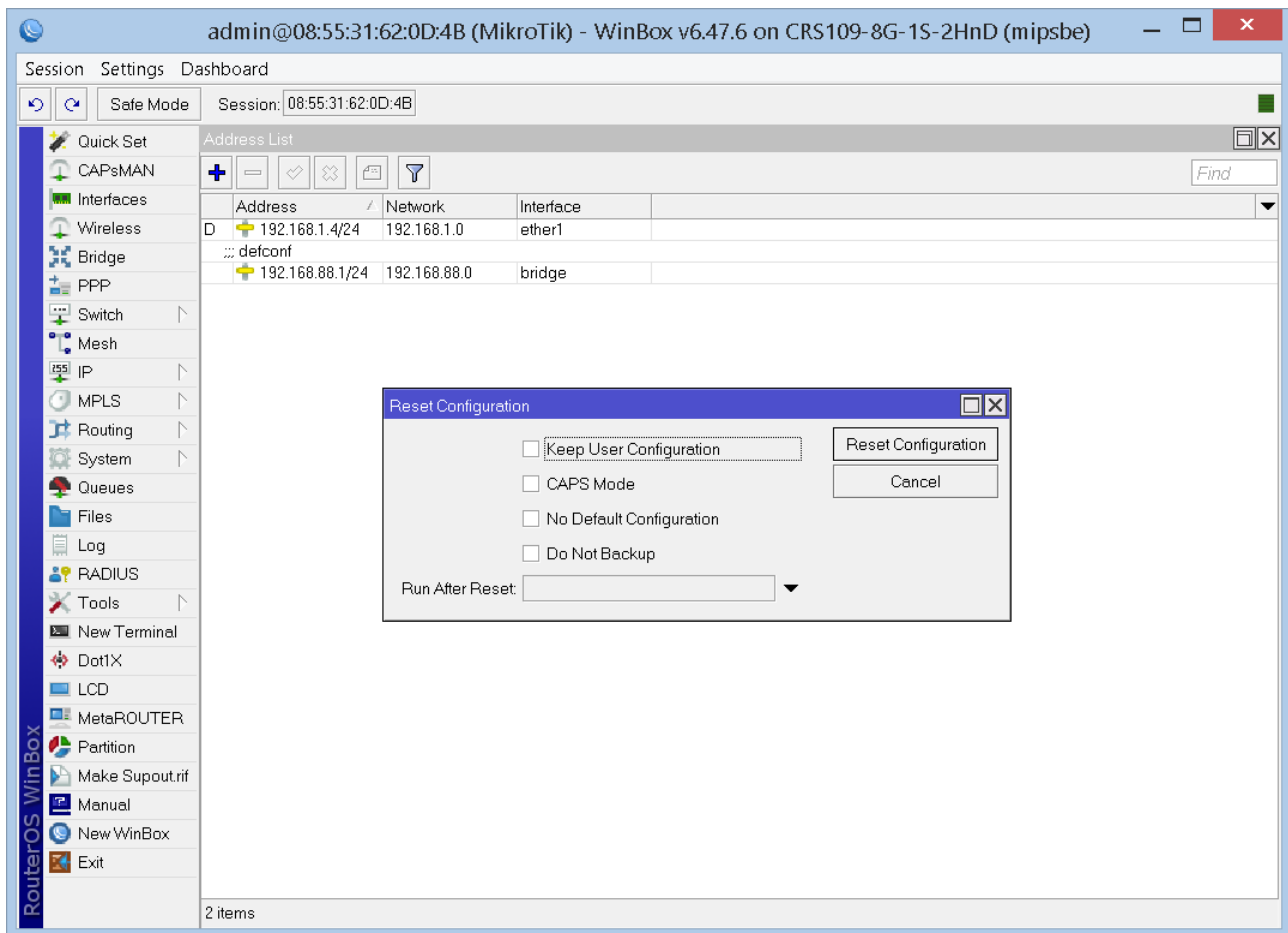 admin@08:55:31:62:0D:4B (MikroTik) - WinBox v6.47.6 on CRS109-8G-1S-2HnD (mipsbe)
Session Settings Dashboard
Safe Mode Session: 08:55:31:62:0D:4B
Quick Set
CAPsMAN
Interfaces
Wireless
Bridge
PPP
Switch
Mesh
IP
MPLS
Routing
System
Queues
Files
Log
RADIUS
Tools
New Terminal
Dot1X
LCD
MetaROUTER
Partition
Make Supout.rif
Manual
New WinBox
Exit
RouterOS WinBox
Address List
Find
Address Network Interface
D 192.168.1.4/24 192.168.1.0 ether1
;;; defconf
192.168.88.1/24 192.168.88.0 bridge
Reset Configuration
Keep User Configuration
CAPS Mode
No Default Configuration
Do Not Backup
Run After Reset:
Reset Configuration
Cancel
2 items